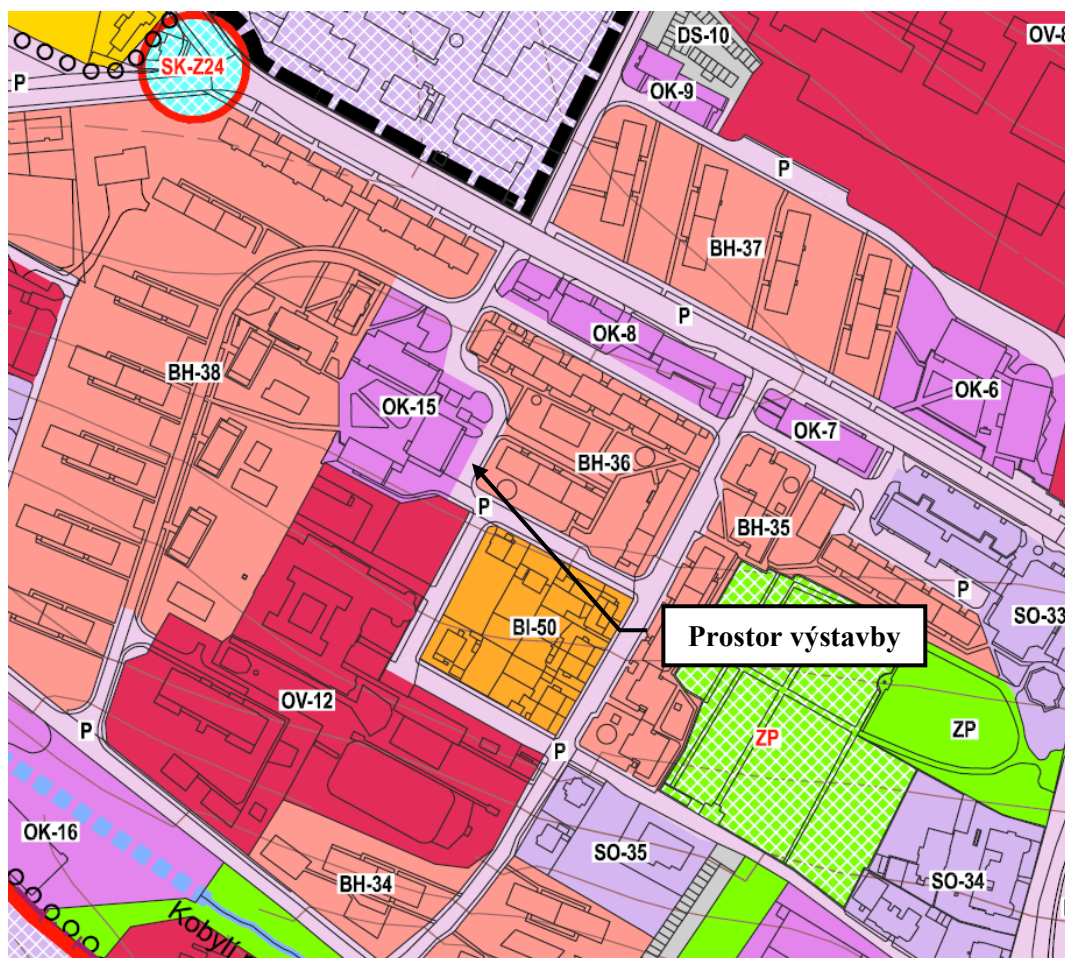 DS-10
OV-8
SK-Z24
P
OK-9
P
BH-37
P
OK-8
BH-38
OK-6
OK-15
OK-7
BH-36
P
BH-35
P
SO-33
BI-50
Prostor výstavby
OV-12
P
P
ZP
ZP
OK-16
SO-35
BH-34
SO-34
Kobylí